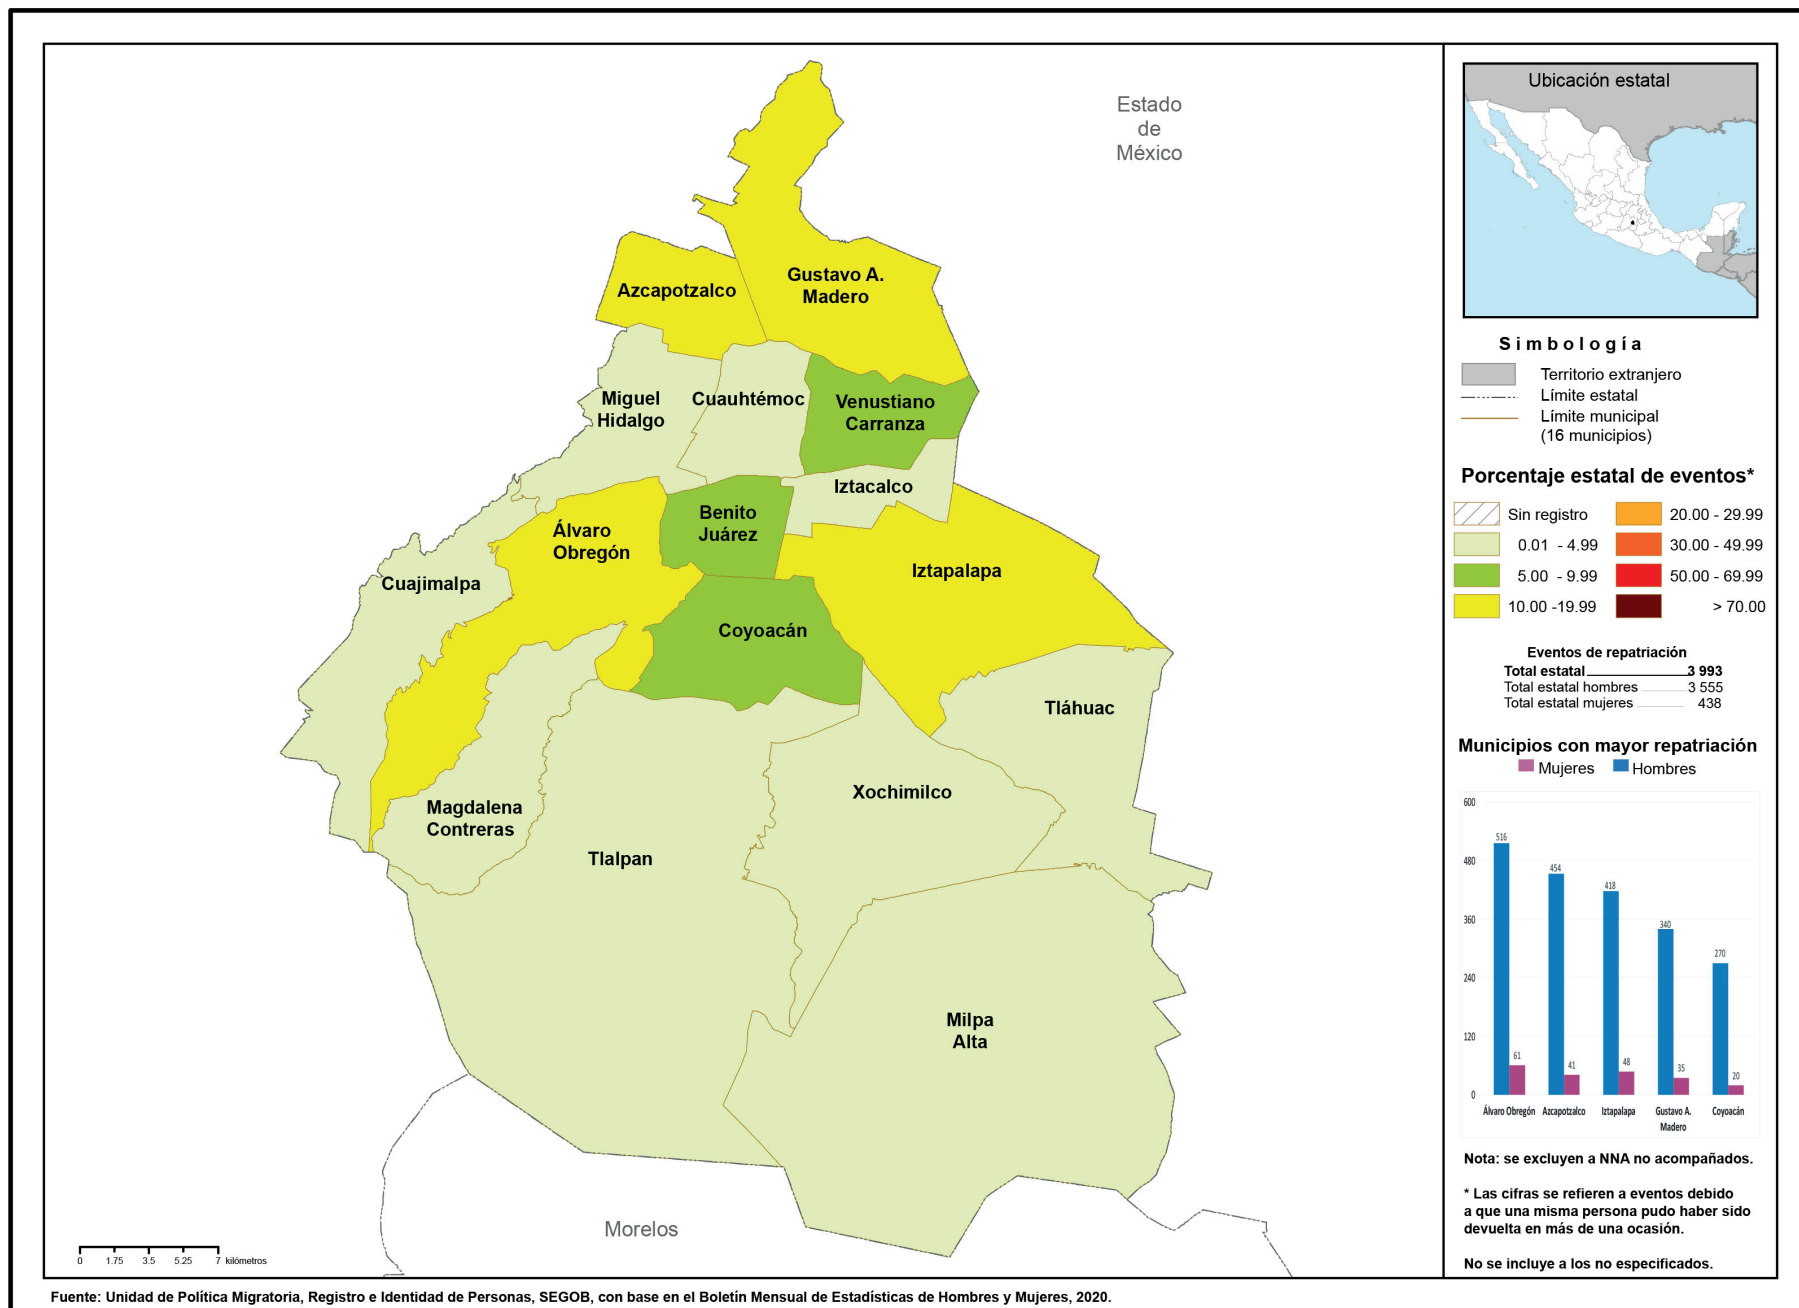 Estado
de
México
Gustavo A.
Madero
Azcapotzalco
Miguel
Hidalgo
Cuauhtémoc
Venustiano
Carranza
Iztacalco
Benito
Juárez
Álvaro
Obregón
Iztapalapa
Cuajimalpa
Coyoacán
Tláhuac
Xochimilco
Magdalena
Contreras
Tlalpan
Milpa
Alta
Morelos
0 1.75 3.5 5.25 7 kilómetros
Ubicación estatal
Simbología
Territorio extranjero
Límite estatal
Límite municipal
(16 municipios)
Porcentaje estatal de eventos*
Sin registro 20.00 - 29.99
0.01 - 4.99 30.00 - 49.99
5.00 - 9.99 50.00 - 69.99
10.00 -19.99 > 70.00
Eventos de repatriación
Total estatal 3 993
Total estatal hombres 3 555
Total estatal mujeres 438
Municipios con mayor repatriación
Mujeres Hombres
600
480
360
240
120
0
516
61
454
41
418
48
340
35
270
20
Álvaro Obregón Azcapotzalco Iztapalapa Gustavo A. Coyoacán
Madero
Nota: se excluyen a NNA no acompañados.
* Las cifras se refieren a eventos debido
a que una misma persona pudo haber sido
devuelta en más de una ocasión.
No se incluye a los no especificados.
Fuente: Unidad de Política Migratoria, Registro e Identidad de Personas, SEGOB, con base en el Boletín Mensual de Estadísticas de Hombres y Mujeres, 2020.